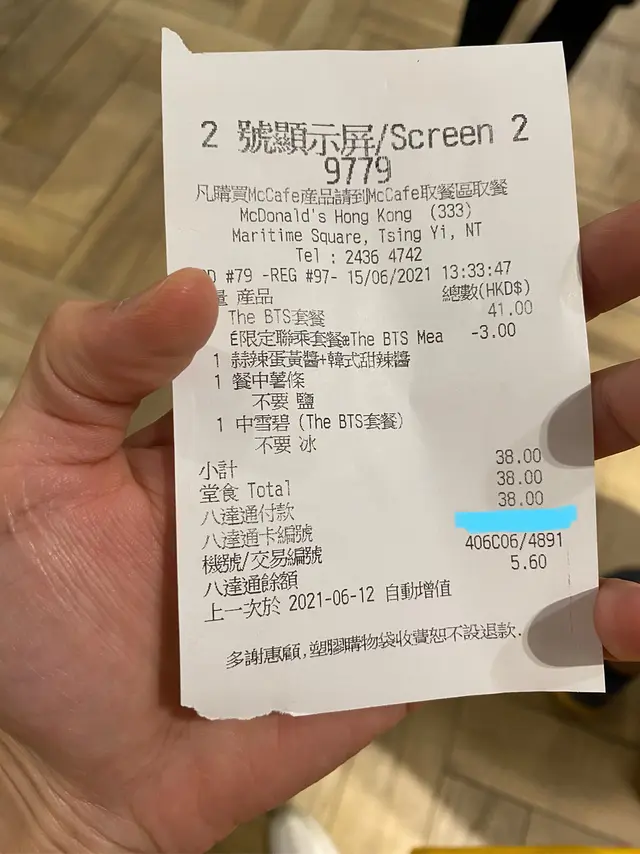 2 號顯示屏/Screen 2
9779
凡購買McCafe產品請到McCafe取餐區取餐
McDonald's Hong Kong (333)
Maritime Square, Tsing Yi, NT
Tel : 2436 4742
#79 -REG #97- 15/06/2021 13:33:47
產品 總數(HKD$)
The BTS套餐 41.00
限定聯乘套餐æThe BTS Mea -3.00
1 蒜辣蛋黃醬+韓式甜辣醬
1 餐中薯條
不要 鹽
1 中雪碧 (The BTS套餐)
不要 冰
小計 38.00
堂食 Total 38.00
八達通付款 38.00
八達通卡編號
機號/交易編號 406C06/4891
八達通餘額 5.60
上一次於 2021-06-12 自動增值
多謝惠顧,塑膠購物袋收費恕不設退款.